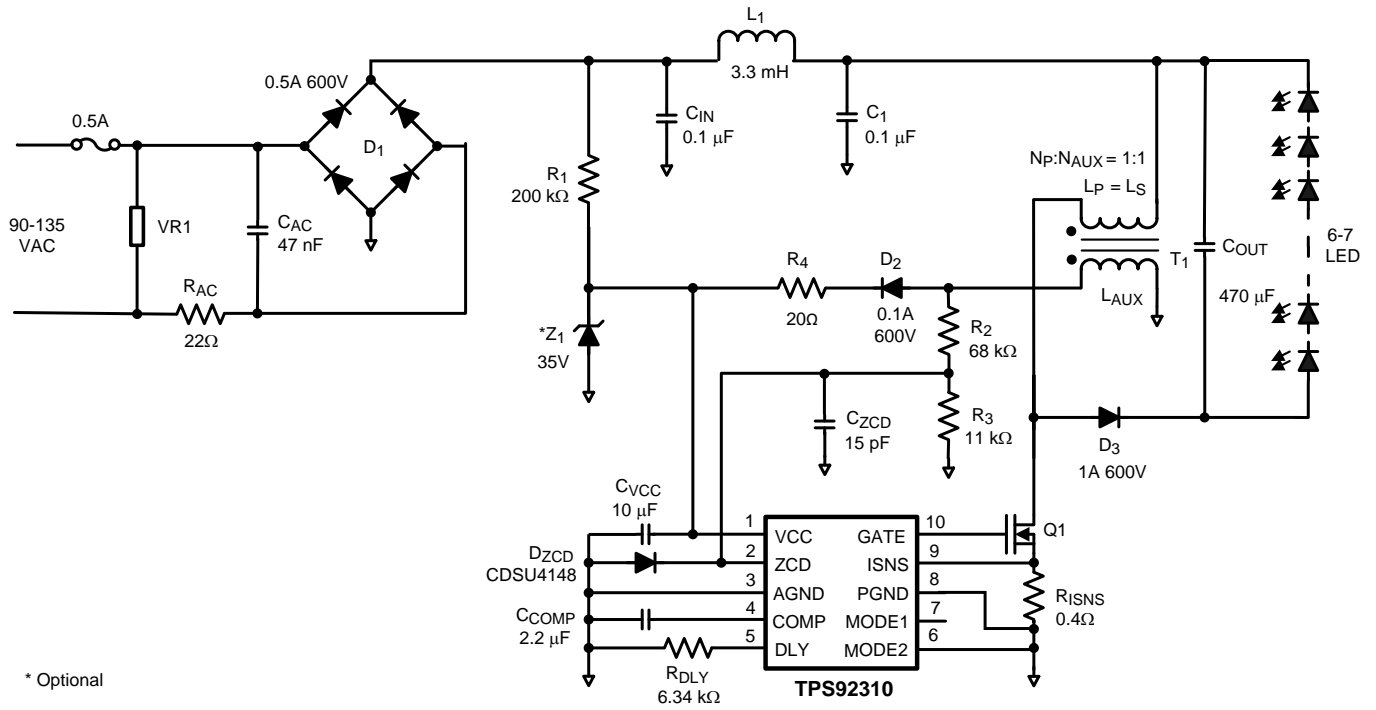 L1
3.3 mH
0.5A 600V
0.5A
D1
CIN
0.1 µF
C1
0.1 µF
NP:NAUX = 1:1
LP = LS
R1
200 kΩ
90-135
VAC
VR1
CAC
47 nF
RAC
22Ω
R4
20Ω
D2
0.1A
600V
T1
LAUX
COUT
470 µF
6-7
LED
*Z1
35V
R2
68 kΩ
CZCD
15 pF
R3
11 kΩ
D3
1A 600V
CVCC
10 µF
DZCD
CDSU4148
CCOMP
2.2 µF
RDLY
6.34 kΩ
1 VCC GATE 10
2 ZCD ISNS 9
3 AGND PGND 8
4 COMP MODE1 7
5 DLY MODE2 6
TPS92310
Q1
RISNS
0.4Ω
* Optional